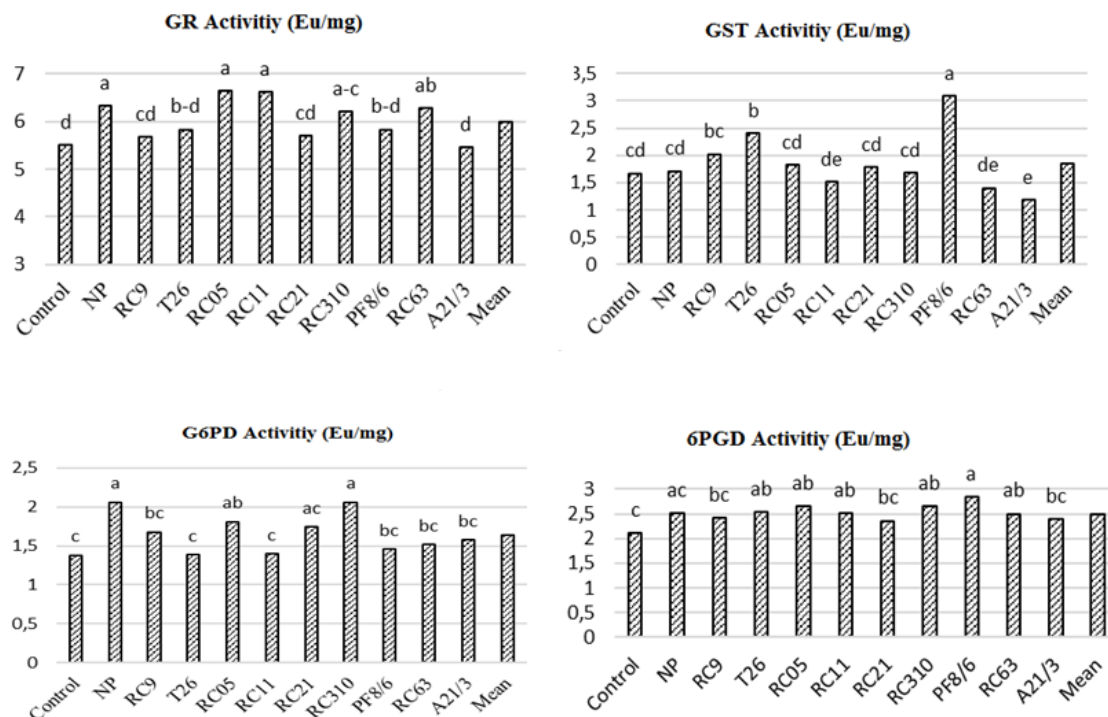 GR Activitiy (Eu/mg)
7
6
5
4
3
d
a
cd
b-d
a
a
cd
a-c
b-d
ab
d
Control
NP
RC9
T26
RC05
RC11
RC21
RC310
PF8/6
RC63
A21/3
Mean
GST Activitiy (Eu/mg)
3,5
3
2,5
2
1,5
1
0,5
0
cd
cd
bc
b
cd
de
cd
cd
a
de
e
Control
NP
RC9
T26
RC05
RC11
RC21
RC310
PF8/6
RC63
A21/3
Mean
G6PD Activitiy (Eu/mg)
2,5
2
1,5
1
0,5
0
c
a
bc
c
ab
c
ac
a
bc
bc
bc
Control
NP
RC9
T26
RC05
RC11
RC21
RC310
PF8/6
RC63
A21/3
Mean
6PGD Activitiy (Eu/mg)
3
2,5
2
1,5
1
0,5
0
c
ac
bc
ab
ab
ab
bc
ab
a
ab
bc
Control
NP
RC9
T26
RC05
RC11
RC21
RC310
PF8/6
RC63
A21/3
Mean